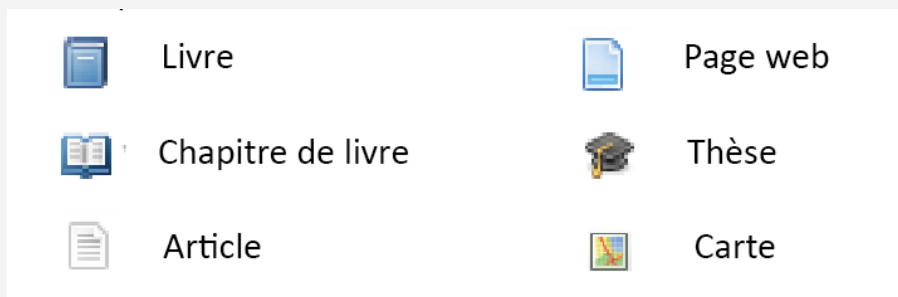 Livre
Page web
Chapitre de livre
Thèse
Article
Carte